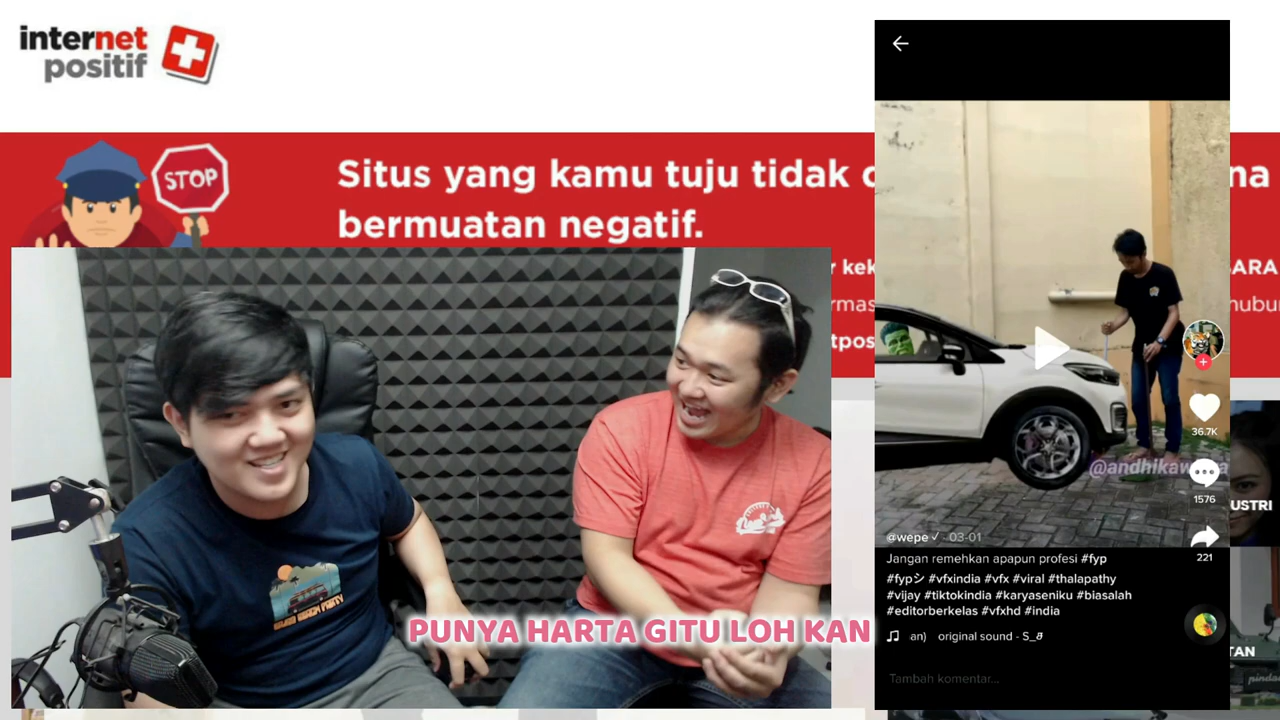 internet
positif
STOP
Situs yang kamu tuju tidak
na
bermuatan negatif.
PUNYA HARTA GITU LOH KAN
36.7K
1576
221
@wepe ✓ 03-01
Jangan remehkan apapun profesi #fyp
#fypシ #vfxindia #vfx #viral #thalapathy
#vijay #tiktokindia #karyaseniku #biasalah
#editorberkelas #vfxhd #india
an) original sound - S_
Tambah komentar...
USTRI
TAN